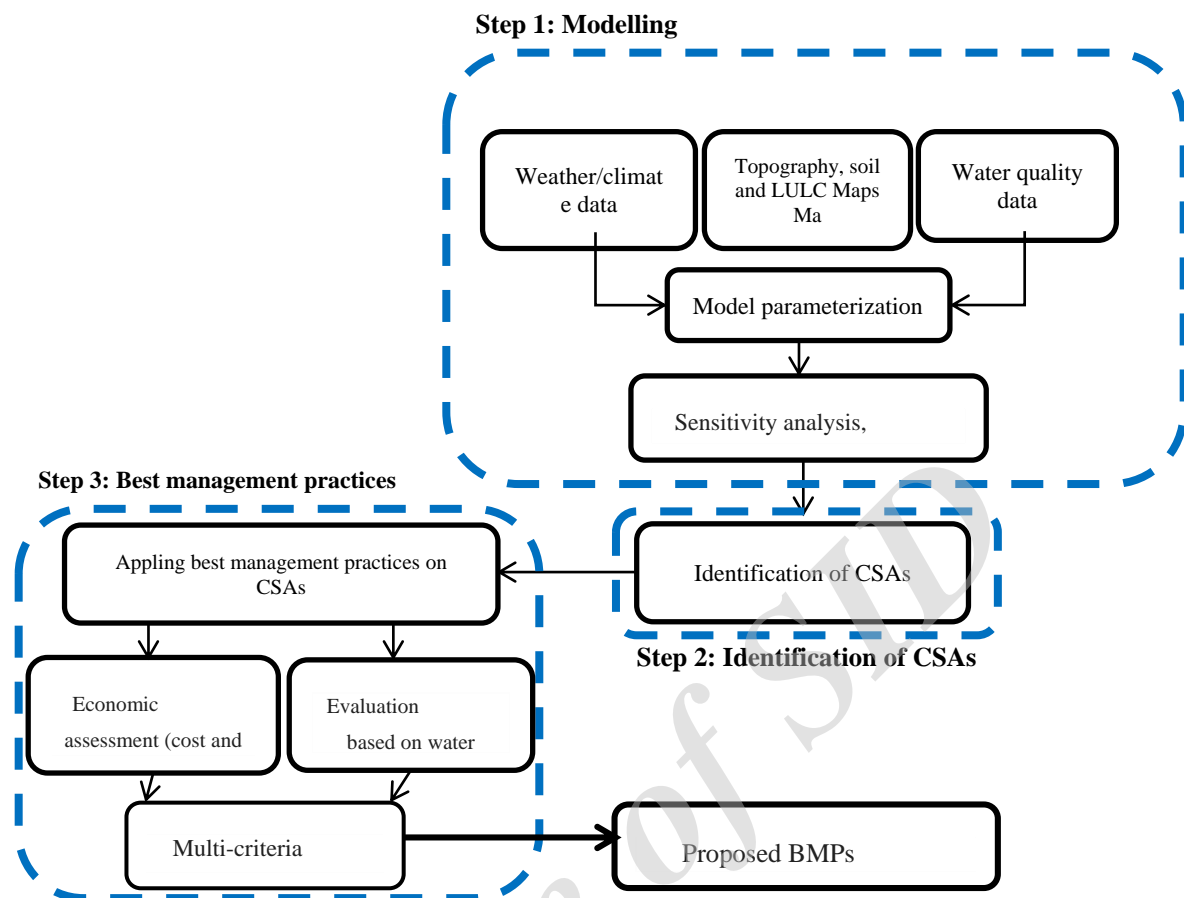 Step 1: Modelling
Weather/climat
e data
Topography, soil
and LULC Maps
Ma
Water quality
data
Model parameterization
Sensitivity analysis,
Step 3: Best management practices
Appling best management practices on
CSAs
Identification of CSAs
Step 2: Identification of CSAs
Economic
assessment (cost and
Evaluation
based on water
Multi-criteria
Proposed BMPs
of SID